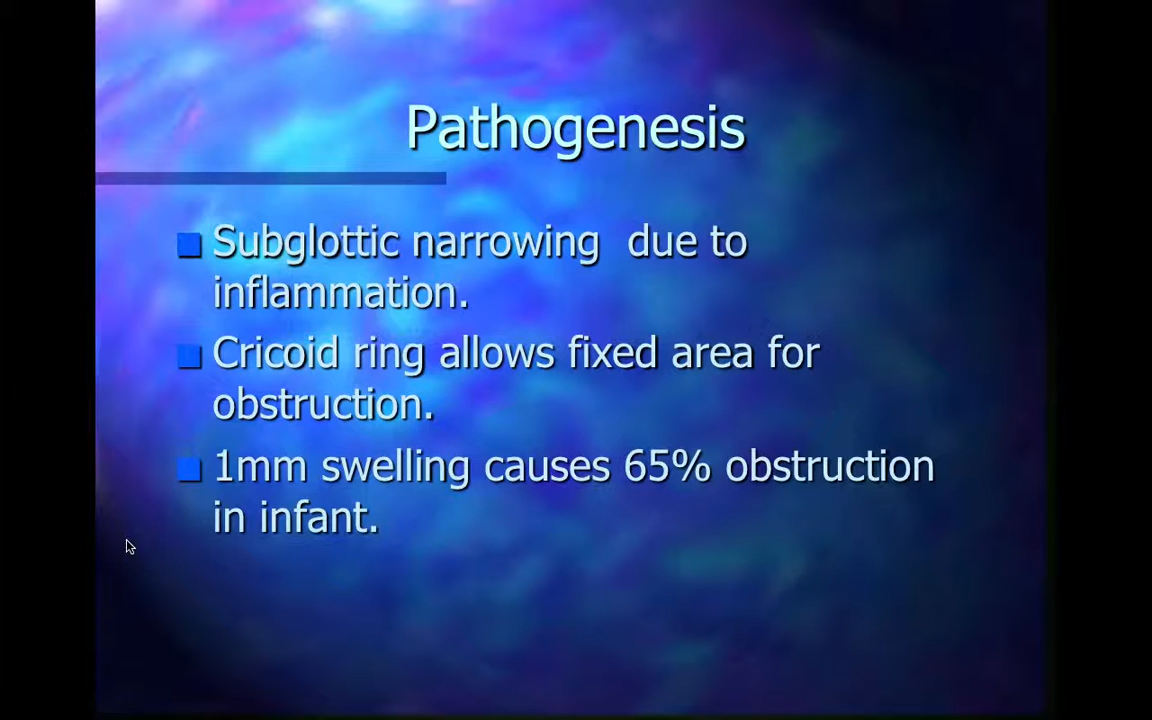 Pathogenesis
Subglottic narrowing  due to
inflammation.
Cricoid ring allows fixed area for
obstruction.
1mm swelling causes 65% obstruction
in infant.